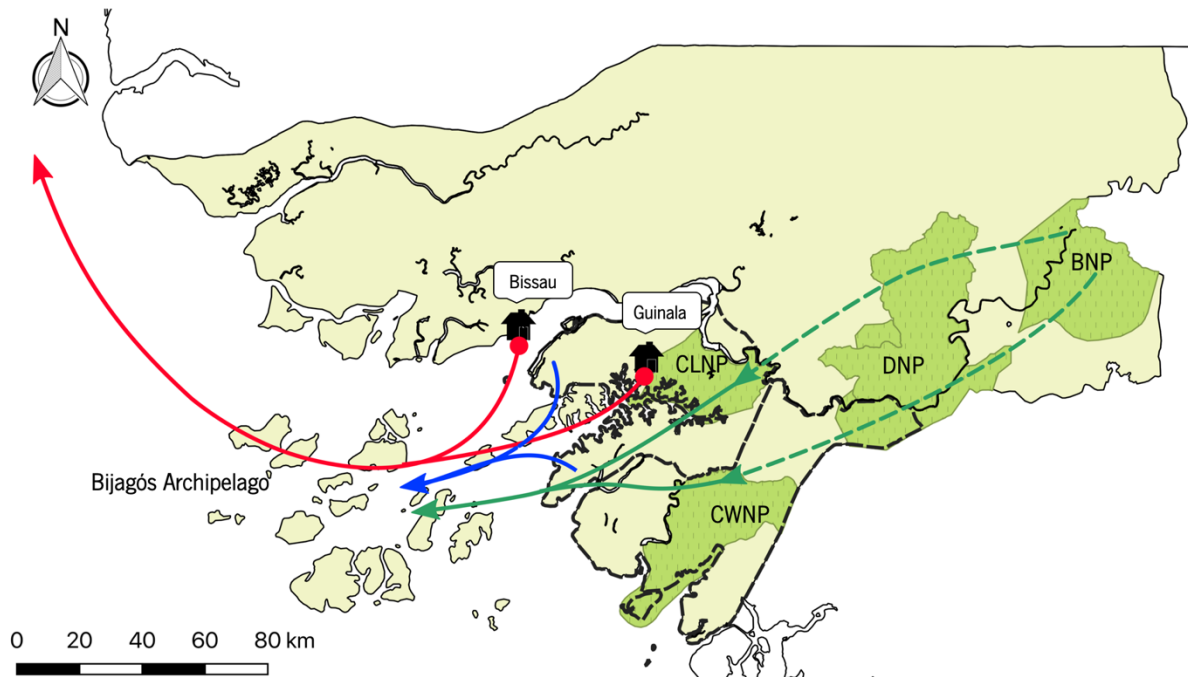 N
BNP
Bissau
Guinala
CLNP
DNP
Bijagós Archipelago
CWNP
0 20 40 60 80 km